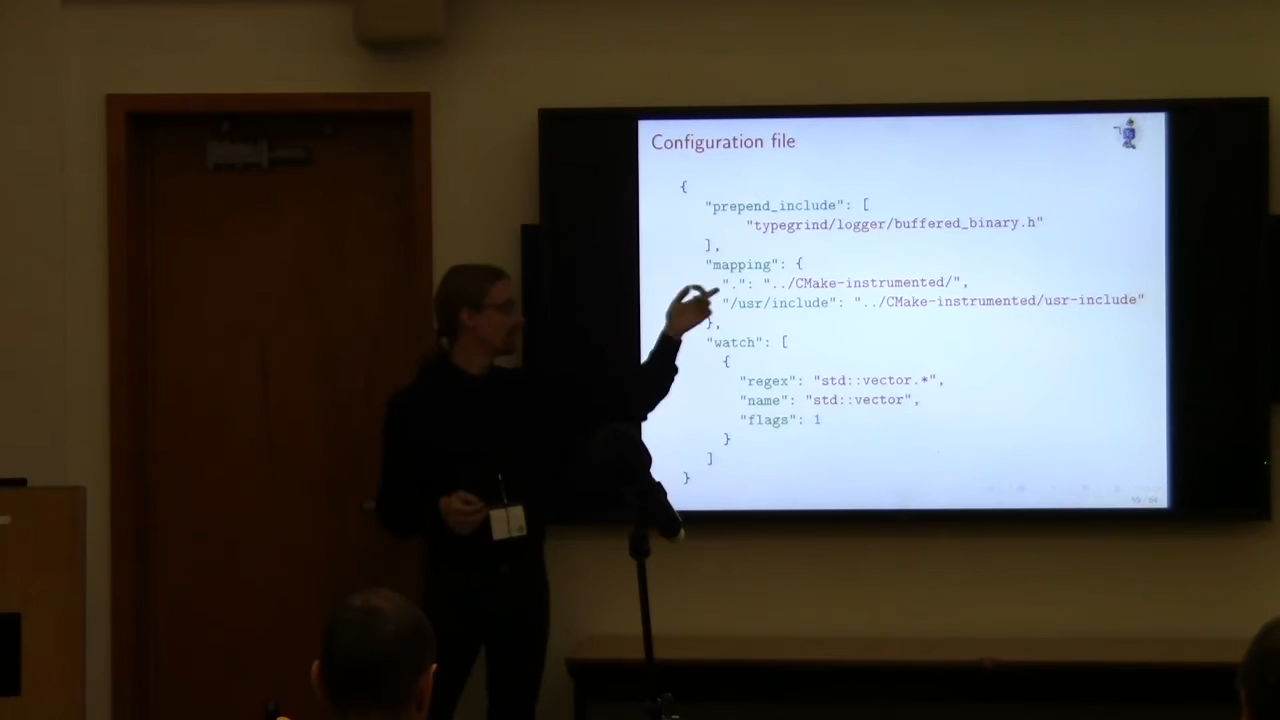 Configuration file
{
"prepend_include": [
"typegrind/logger/buffered_binary.h"
],
"mapping": {
".": "../CMake-instrumented/",
"/usr/include": "../CMake-instrumented/usr-include"
},
"watch": [
{
"regex": "std::vector.*",
"name": "std::vector",
"flags": 1
}
]
}